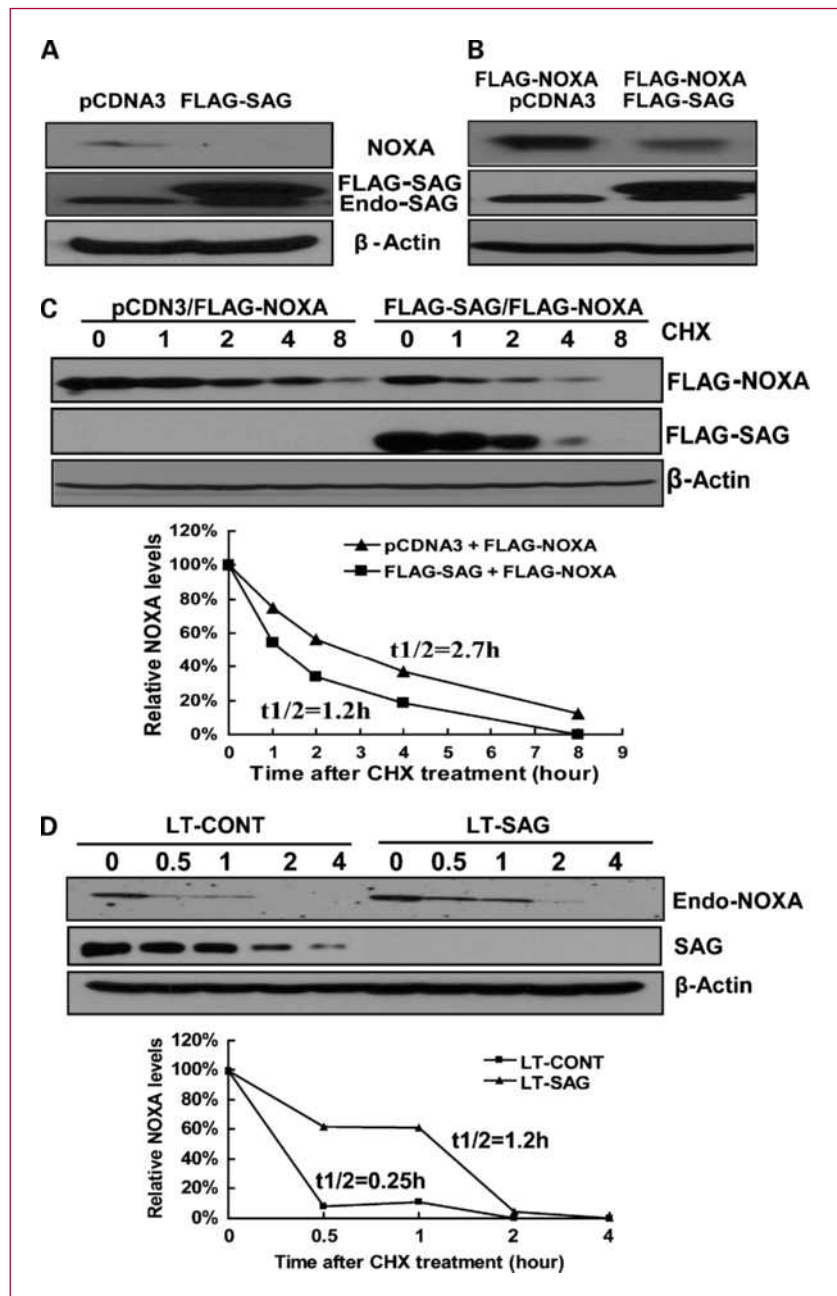 A
pCDNA3 FLAG-SAG
NOXA
FLAG-SAG
Endo-SAG
β-Actin
B
FLAG-NOXA FLAG-NOXA
pCDNA3 FLAG-SAG
C
pCDN3/FLAG-NOXA FLAG-SAG/FLAG-NOXA
0 1 2 4 8 0 1 2 4 8 CHX
FLAG-NOXA
FLAG-SAG
β-Actin
Relative NOXA levels
120%
100%
80%
60%
40%
20%
0%
pCDNA3 + FLAG-NOXA
FLAG-SAG + FLAG-NOXA
t1/2=2.7h
t1/2=1.2h
0 1 2 3 4 5 6 7 8 9
Time after CHX treatment (hour)
D
LT-CONT LT-SAG
0 0.5 1 2 4 0 0.5 1 2 4
Endo-NOXA
SAG
β-Actin
Relative NOXA levels
120%
100%
80%
60%
40%
20%
0%
LT-CONT
LT-SAG
t1/2=1.2h
t1/2=0.25h
0 0.5 1 2 4
Time after CHX treatment (hour)